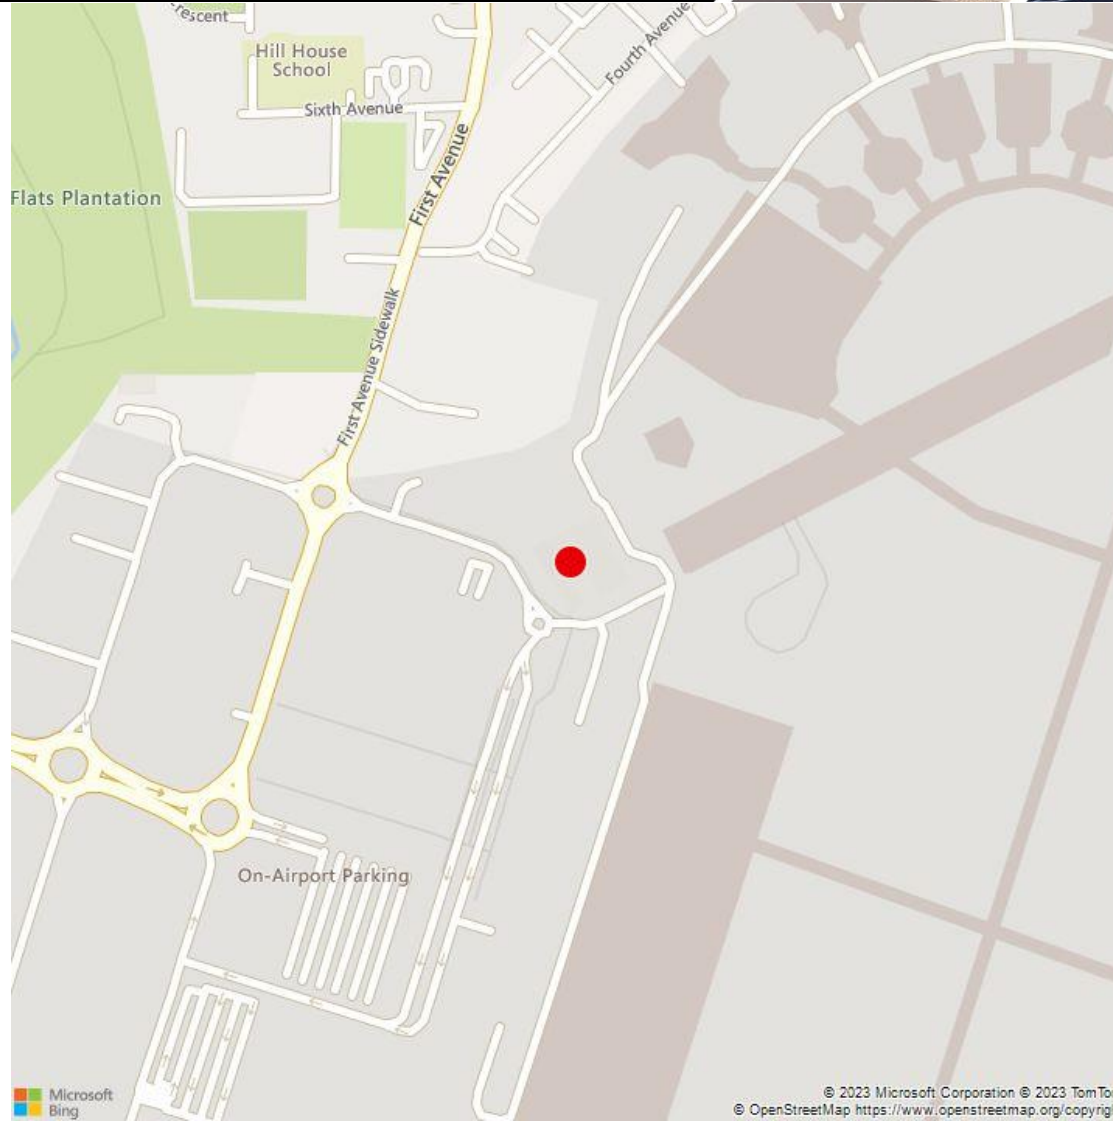 Hill House
School
Fourth Avenue
Sixth Avenue
First Avenue
Flats Plantation
First Avenue Sidewalk
On-Airport Parking
Microsoft
Bing
© 2023 Microsoft Corporation © 2023 TomTo
© OpenStreetMap https://www.openstreetmap.org/copyrig